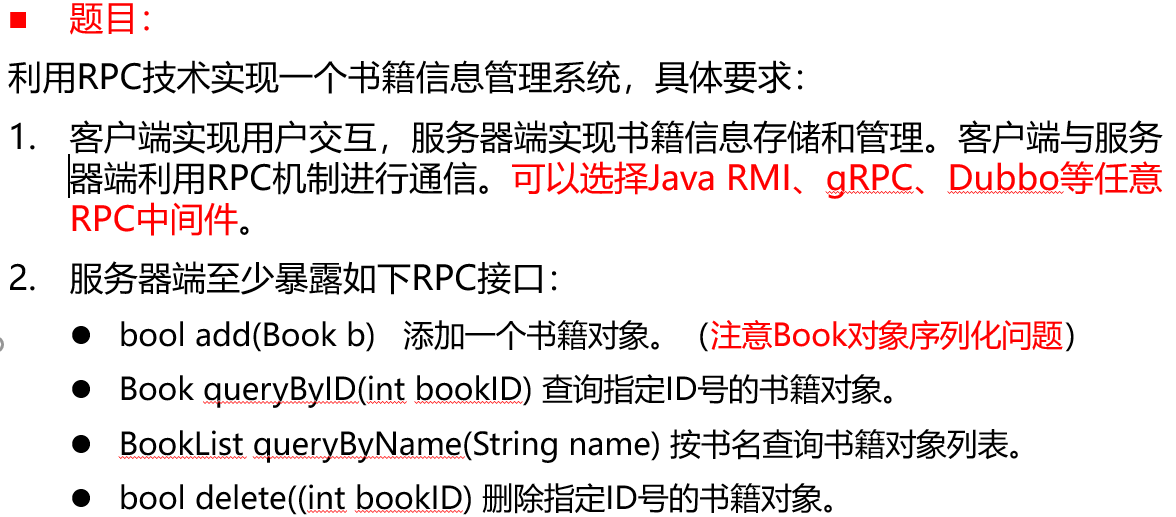 ■ 题目：
利用RPC技术实现一个书籍信息管理系统，具体要求：
1. 客户端实现用户交互，服务器端实现书籍信息存储和管理。客户端与服务
器端利用RPC机制进行通信。可以选择Java RMI、gRPC、Dubbo等任意
RPC中间件。
2. 服务器端至少暴露如下RPC接口：
● bool add(Book b) 添加一个书籍对象。（注意Book对象序列化问题）
● Book queryByID(int bookID) 查询指定ID号的书籍对象。
● BookList queryByName(String name) 按书名查询书籍对象列表。
● bool delete((int bookID) 删除指定ID号的书籍对象。